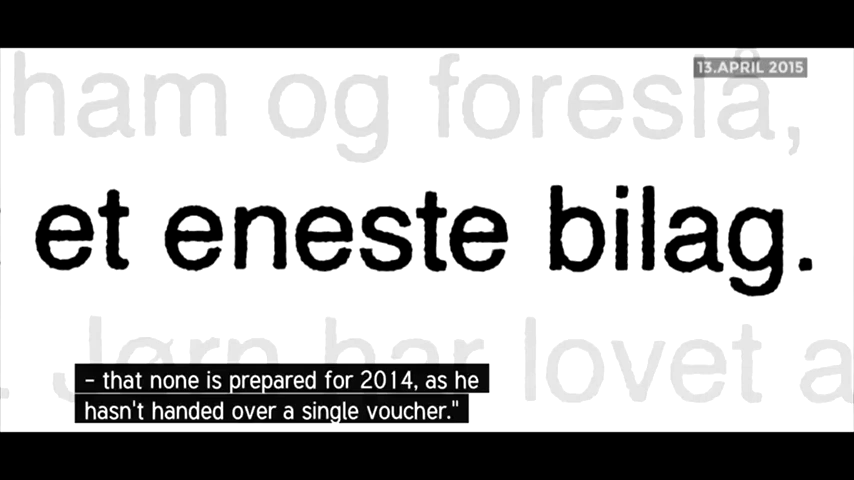 ham og foreslå,
13.APRIL 2015
et eneste bilag.
Jørn har lovet a
– that none is prepared for 2014, as he
hasn't handed over a single voucher."